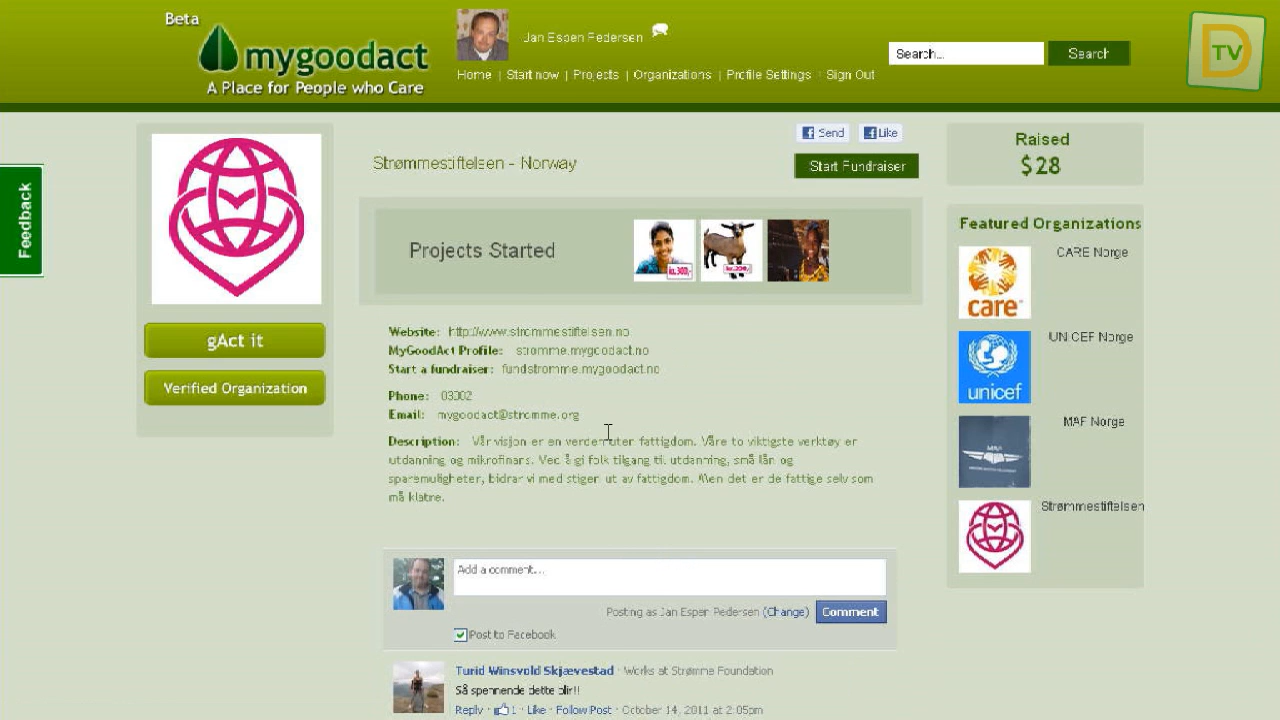 Beta
mygoodact
A Place for People who Care
Jan Espen Pedersen
Home | Start now | Projects | Organizations | Profile Settings | Sign Out
Search...
Search
D TV
Feedback
gAct it
Verified Organization
Strømmestiftelsen - Norway
Send
Like
Start Fundraiser
Projects Started
kr.300,-
kr.200,-
Website: http://www.strommestiftelsen.no
MyGoodAct Profile: stromme.mygoodact.no
Start a fundraiser: fundstromme.mygoodact.no
Phone: 03002
Email: mygoodact@stromme.org
Description: Vår visjon er en verden uten fattigdom. Våre to viktigste verktøy er
utdanning og mikrofinans. Ved å gi folk tilgang til utdanning, små lån og
sparemuligheter, bidrar vi med stigen ut av fattigdom. Men det er de fattige selv som
må klatre.
Raised
$28
Featured Organizations
care
CARE Norge
unicef
UNICEF Norge
MAF
MAF Norge
Strømmestiftelsen
Add a comment...
Posting as Jan Espen Pedersen (Change)
Comment
Post to Facebook
Turid Winsvold Skjævestad · Works at Strømme Foundation
Så spennende dette blir!!
Reply · 1 · Like · Follow Post · October 14, 2011 at 2:05pm